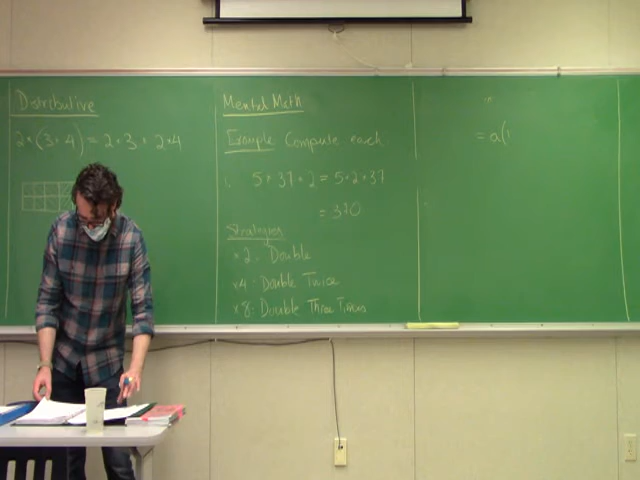 Distributive
2 × (3 + 4) = 2 · 3 + 2 × 4
Mental Math
Example Compute each
1. 5 · 37 · 2 = 5 · 2 · 37
= 370
Strategies
×2 : Double
×4 : Double Twice
×8 : Double Three Times
= a(